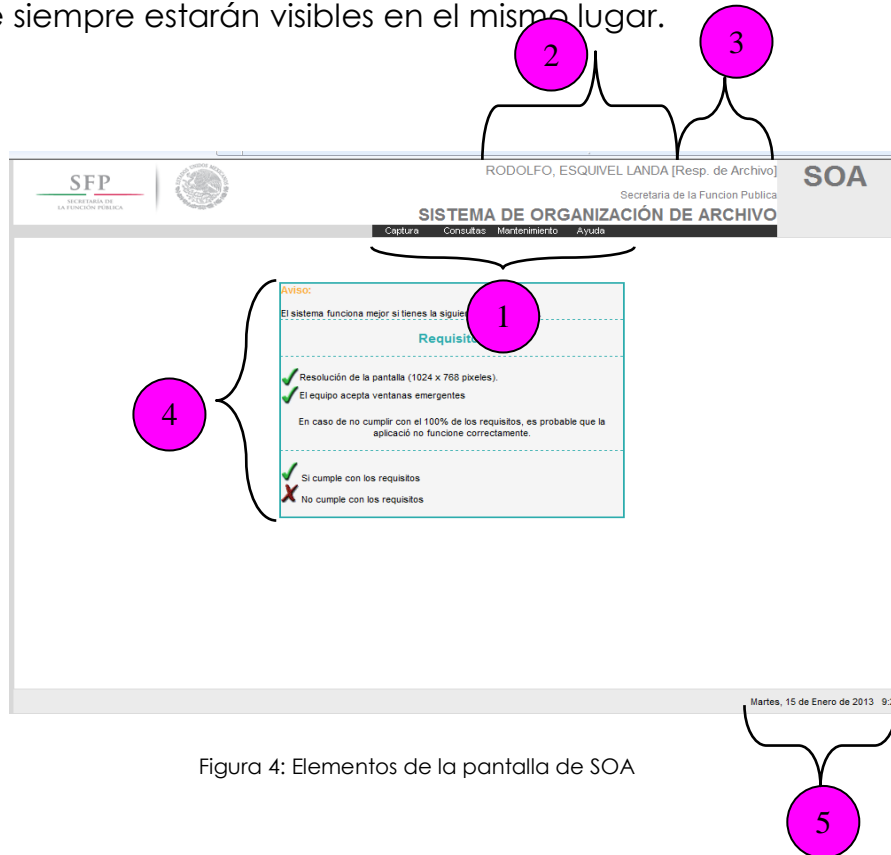 siempre estarán visibles en el mismo lugar.
2
3
RODOLFO, ESQUIVEL LANDA [Resp. de Archivo]
SOA
SFP
SECRETARÍA DE
LA FUNCIÓN PÚBLICA
ESTADOS UNIDOS MEXICANOS
Secretaria de la Funcion Publica
SISTEMA DE ORGANIZACIÓN DE ARCHIVO
Captura Consultas Mantenimiento Ayuda
1
Aviso:
El sistema funciona mejor si tienes la
4
Resolución de la pantalla (1024 x 768 pixeles).
El equipo acepta ventanas emergentes
En caso de no cumplir con el 100% de los requisitos, es probable que la
aplicació no funcione correctamente.
Si cumple con los requisitos
No cumple con los requisitos
Martes, 15 de Enero de 2013
Figura 4: Elementos de la pantalla de SOA
5